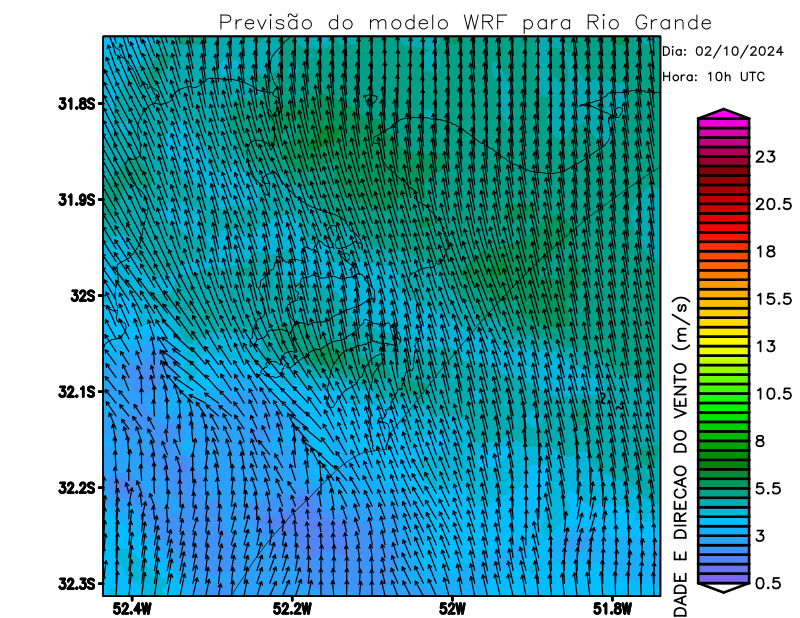 Previsão do modelo WRF para Rio Grande
Dia: 02/10/2024
Hora: 10h UTC
31.8S
31.9S
32S
32.1S
32.2S
32.3S
52.4W
52.2W
52W
51.8W
23
20.5
18
15.5
13
10.5
8
5.5
3
0.5
DADE E DIRECAO DO VENTO (m/s)